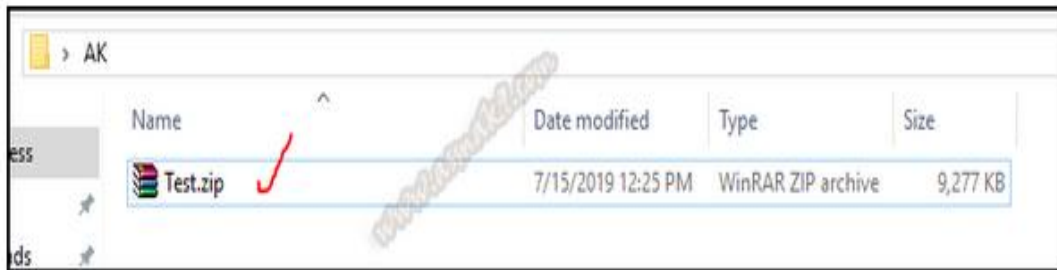 > AK
Name Date modified Type Size
ess
Test.zip 7/15/2019 12:25 PM WinRAR ZIP archive 9,277 KB
ds